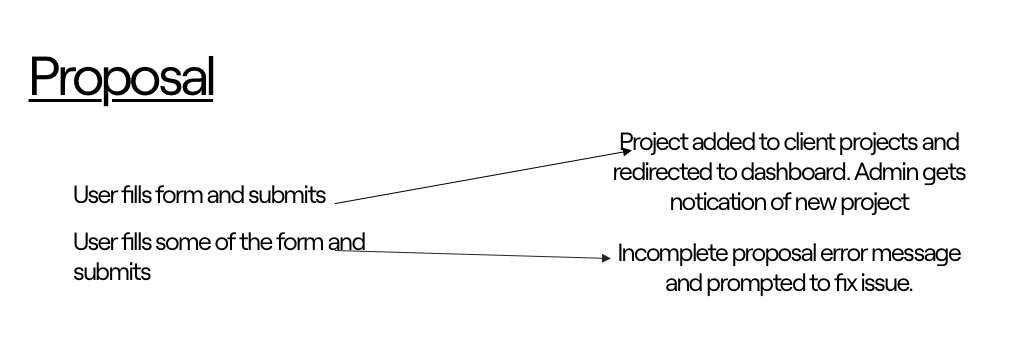 Proposal
User fills form and submits
Project added to client projects and
redirected to dashboard. Admin gets
notication of new project
User fills some of the form and
submits
Incomplete proposal error message
and prompted to fix issue.